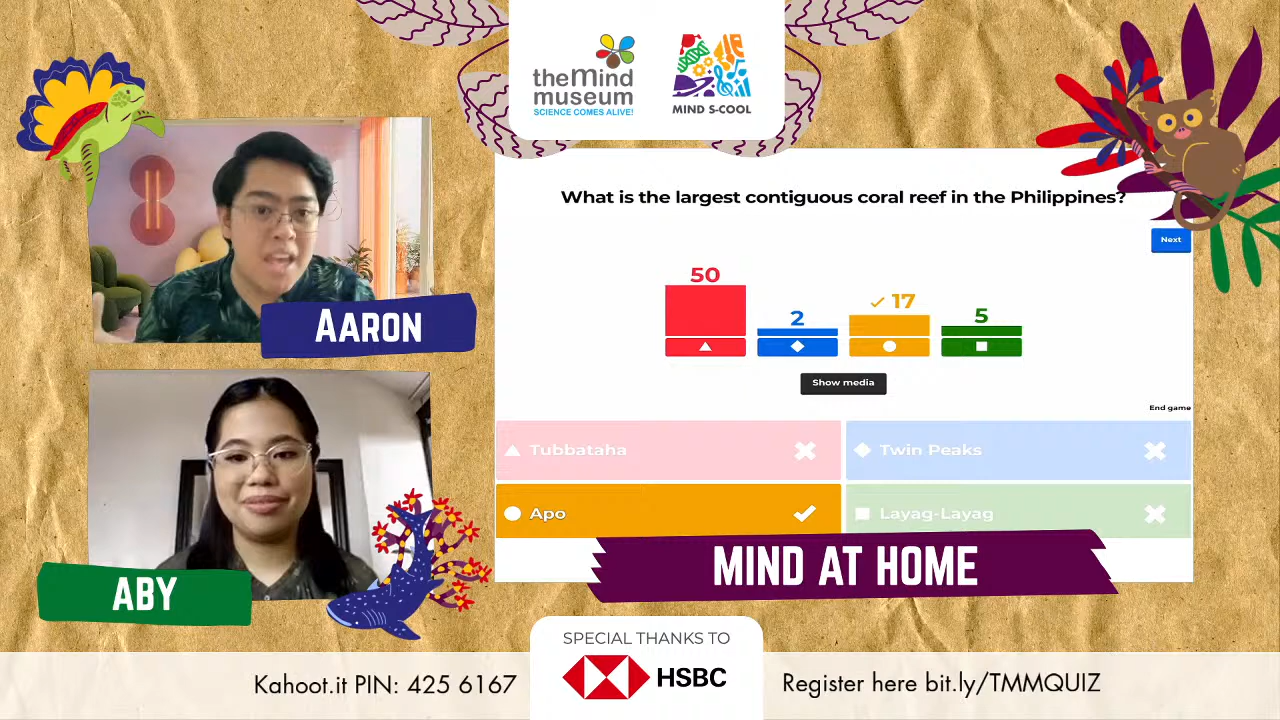 themind
museum
SCIENCE COMES ALIVE!
MIND S-COOL
What is the largest contiguous coral reef in the Philippines?
Next
50
2
17
5
Show media
End game
Tubbataha
Twin Peaks
Apo
Layag-Layag
AARON
ABY
MIND AT HOME
SPECIAL THANKS TO
HSBC
Kahoot.it PIN: 425 6167
Register here bit.ly/TMMQUIZ